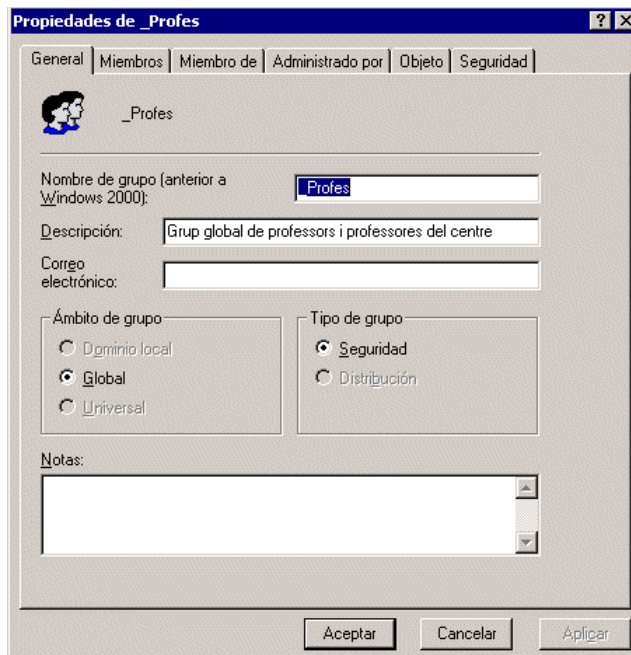 Propiedades de _Profes
General Miembros Miembro de Administrado por Objeto Seguridad
_Profes
Nombre de grupo (anterior a
Windows 2000):
_Profes
Descripción: Grup global de professors i professores del centre
Correo
electrónico:
Ámbito de grupo
Tipo de grupo
Dominio local
Seguridad
Global
Distribución
Universal
Notas:
Aceptar Cancelar Aplicar